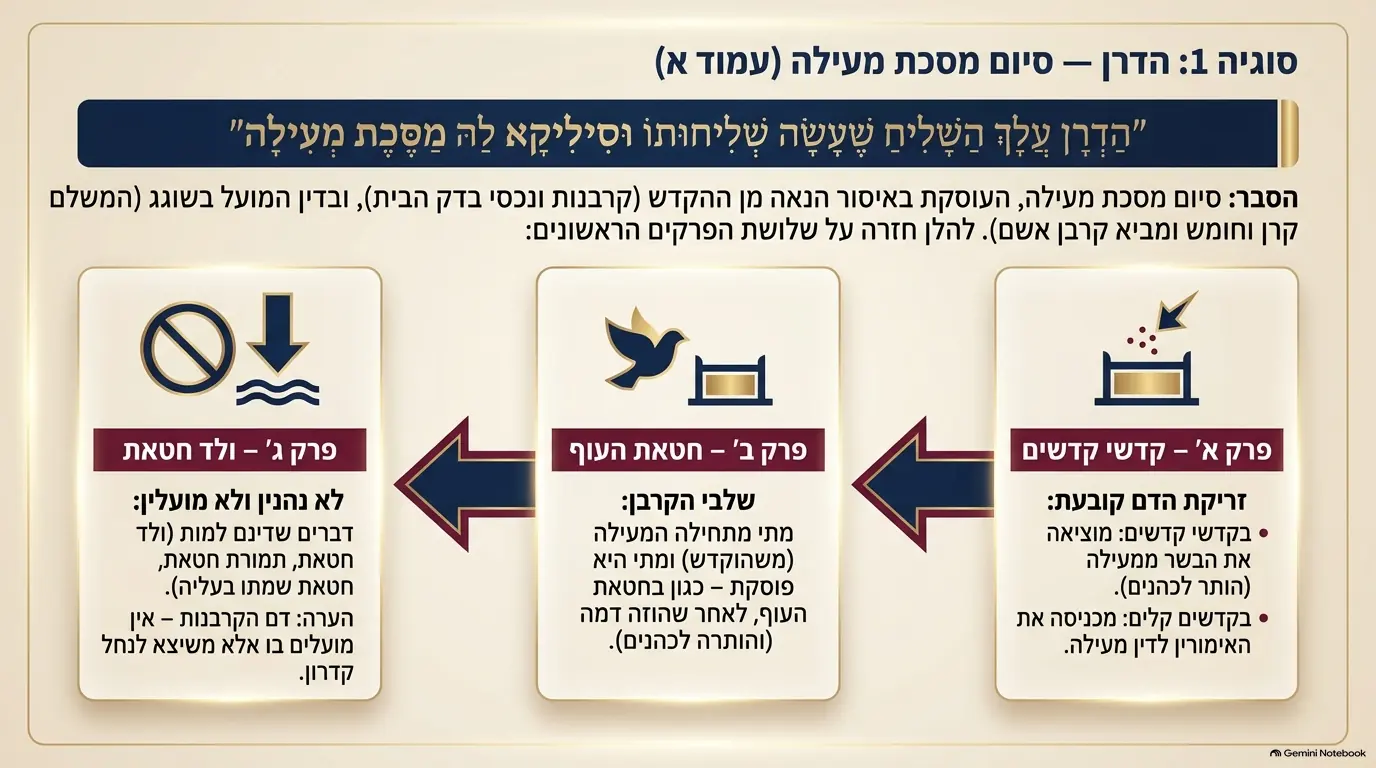 סוגיה 1: הדרן — סיום מסכת מעילה (עמוד א)
"הַדְרָן עֲלָךְ הַשָּׁלִיחַ שֶׁעָשָׂה שְׁלִיחוּתוֹ וּסִילִיקָא לַהּ מַסֶּכֶת מְעִילָה"
הסבר: סיום מסכת מעילה, העוסקת באיסור הנאה מן ההקדש (קרבנות ונכסי בדק הבית), ובדין המועל בשוגג (המשלם
קרן וחומש ומביא קרבן אשם). להלן חזרה על שלושת הפרקים הראשונים:
פרק א' – קדשי קדשים
זריקת הדם קובעת:
• בקדשי קדשים: מוציאה
את הבשר ממעילה
(הותר לכהנים).
• בקדשים קלים: מכניסה את
האימורין לדין מעילה.
פרק ב' – חטאת העוף
שלבי הקרבן:
מתי מתחילה המעילה
(משהוקדש) ומתי היא
פוסקת – כגון בחטאת
העוף, לאחר שהוזה דמה
(והותרה לכהנים).
פרק ג' – ולד חטאת
לא נהנין ולא מועלין:
דברים שדינם למות (ולד
חטאת, תמורת חטאת,
חטאת שמתו בעליה).
הערה: דם הקרבנות – אין
מועלים בו אלא משיצא לנחל
קדרון.
Gemini Notebook